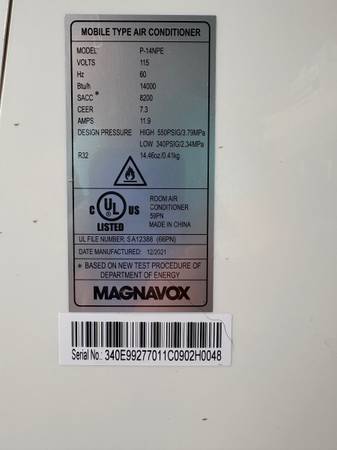 MOBILE TYPE AIR CONDITIONER
MODEL P-14NPE
VOLTS 115
Hz 60
Btu/h 14000
SACC * 8200
CEER 7.3
AMPS 11.9
DESIGN PRESSURE HIGH 550PSIG/3.79MPa
LOW 340PSIG/2.34MPa
R32 14.46oz/0.41kg
C UL ® US LISTED
ROOM AIR
CONDITIONER
59PN
MADE IN CHINA
UL FILE NUMBER: SA12388 (66PN)
DATE MANUFACTURED: 12/2021
* BASED ON NEW TEST PROCEDURE OF
DEPARTMENT OF ENERGY
MAGNAVOX
Serial No.: 340E99277011C0902H0048